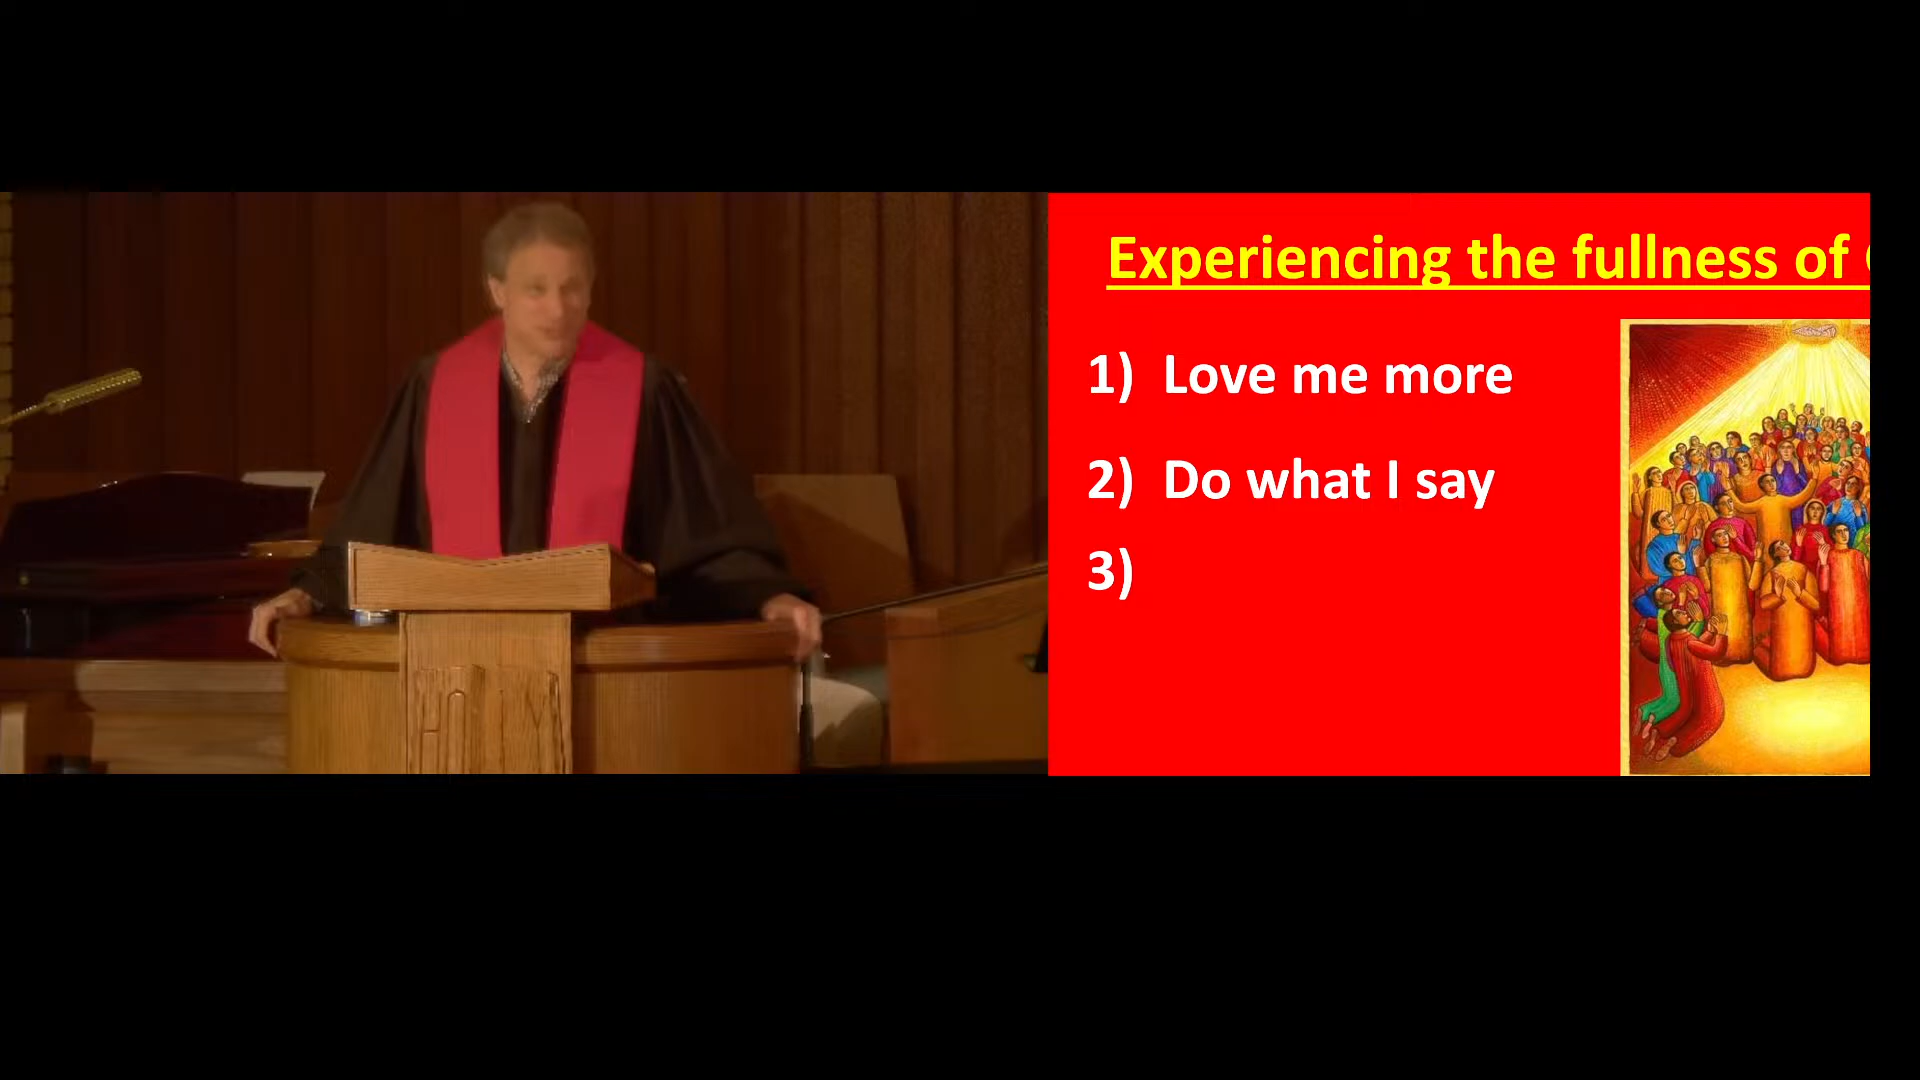 Experiencing the fullness of
1) Love me more
2) Do what I say
3)